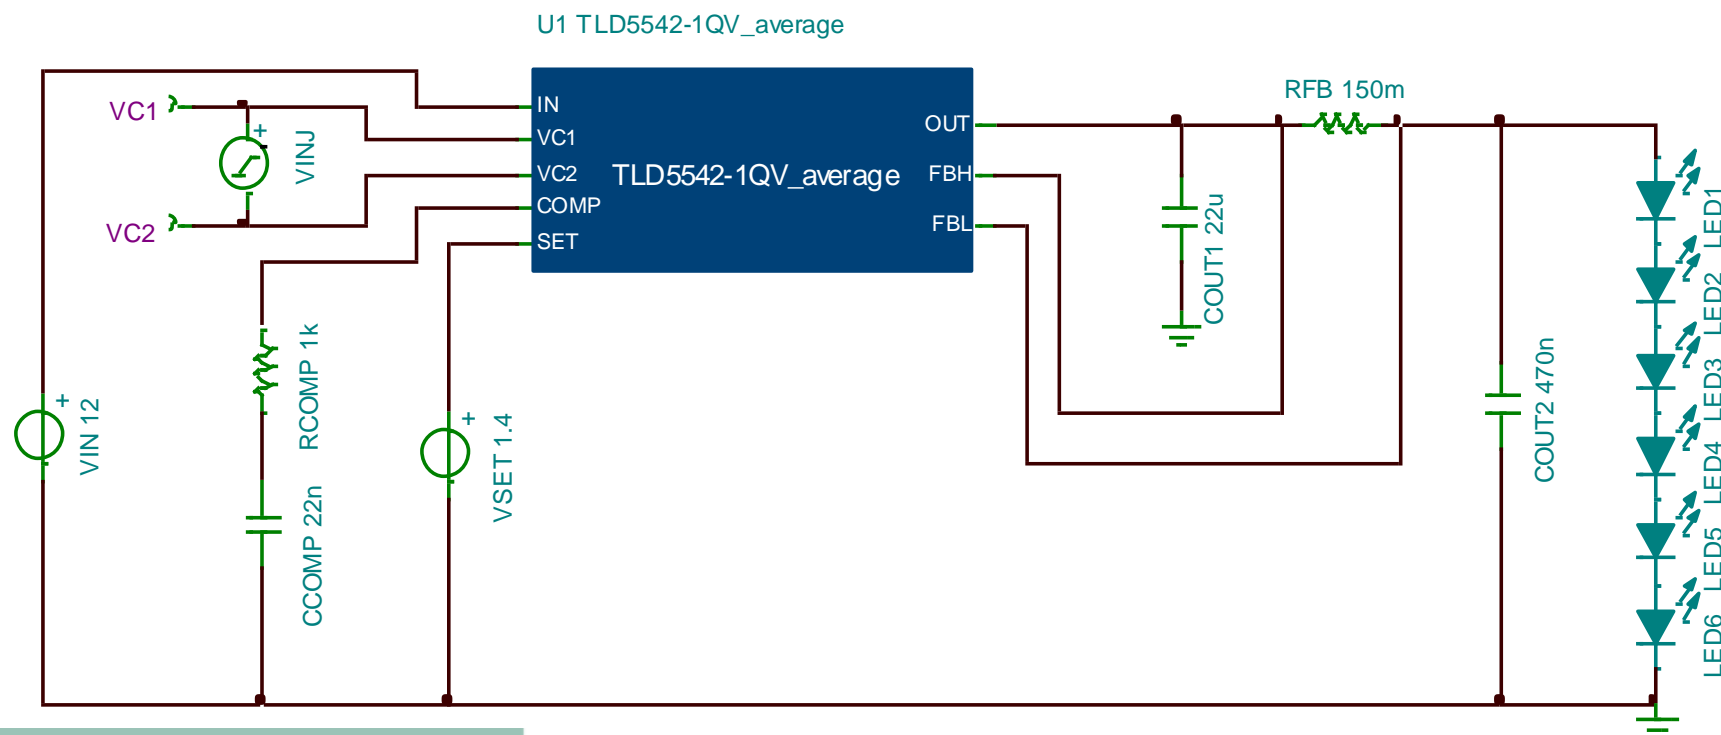 U1 TLD5542-1QV_average
VC1
+
VINJ
VC2
IN
VC1
VC2
COMP
SET
TLD5542-1QV_average
OUT
FBH
FBL
RFB 150m
COUT1 22u
LED1
LED2
LED3
LED4
LED5
LED6
COUT2 470n
RCOMP 1k
CCOMP 22n
+
VIN 12
+
VSET 1.4